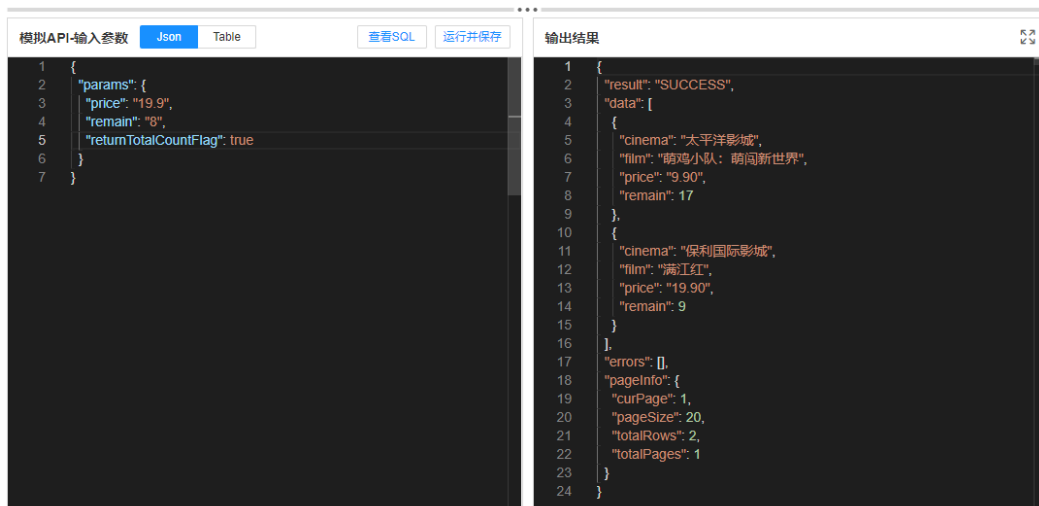 模拟API-输入参数 Json Table 查看SQL 运行并保存
1 {
2 "params": {
3 "price": "19.9",
4 "remain": "8",
5 "returnTotalCountFlag": true
6 }
7 }
输出结果
1 {
2 "result": "SUCCESS",
3 "data": [
4 {
5 "cinema": "太平洋影城",
6 "film": "萌鸡小队：萌闯新世界",
7 "price": "9.90",
8 "remain": 17
9 },
10 {
11 "cinema": "保利国际影城",
12 "film": "满江红",
13 "price": "19.90",
14 "remain": 9
15 }
16 ],
17 "errors": [],
18 "pageInfo": {
19 "curPage": 1,
20 "pageSize": 20,
21 "totalRows": 2,
22 "totalPages": 1
23 }
24 }